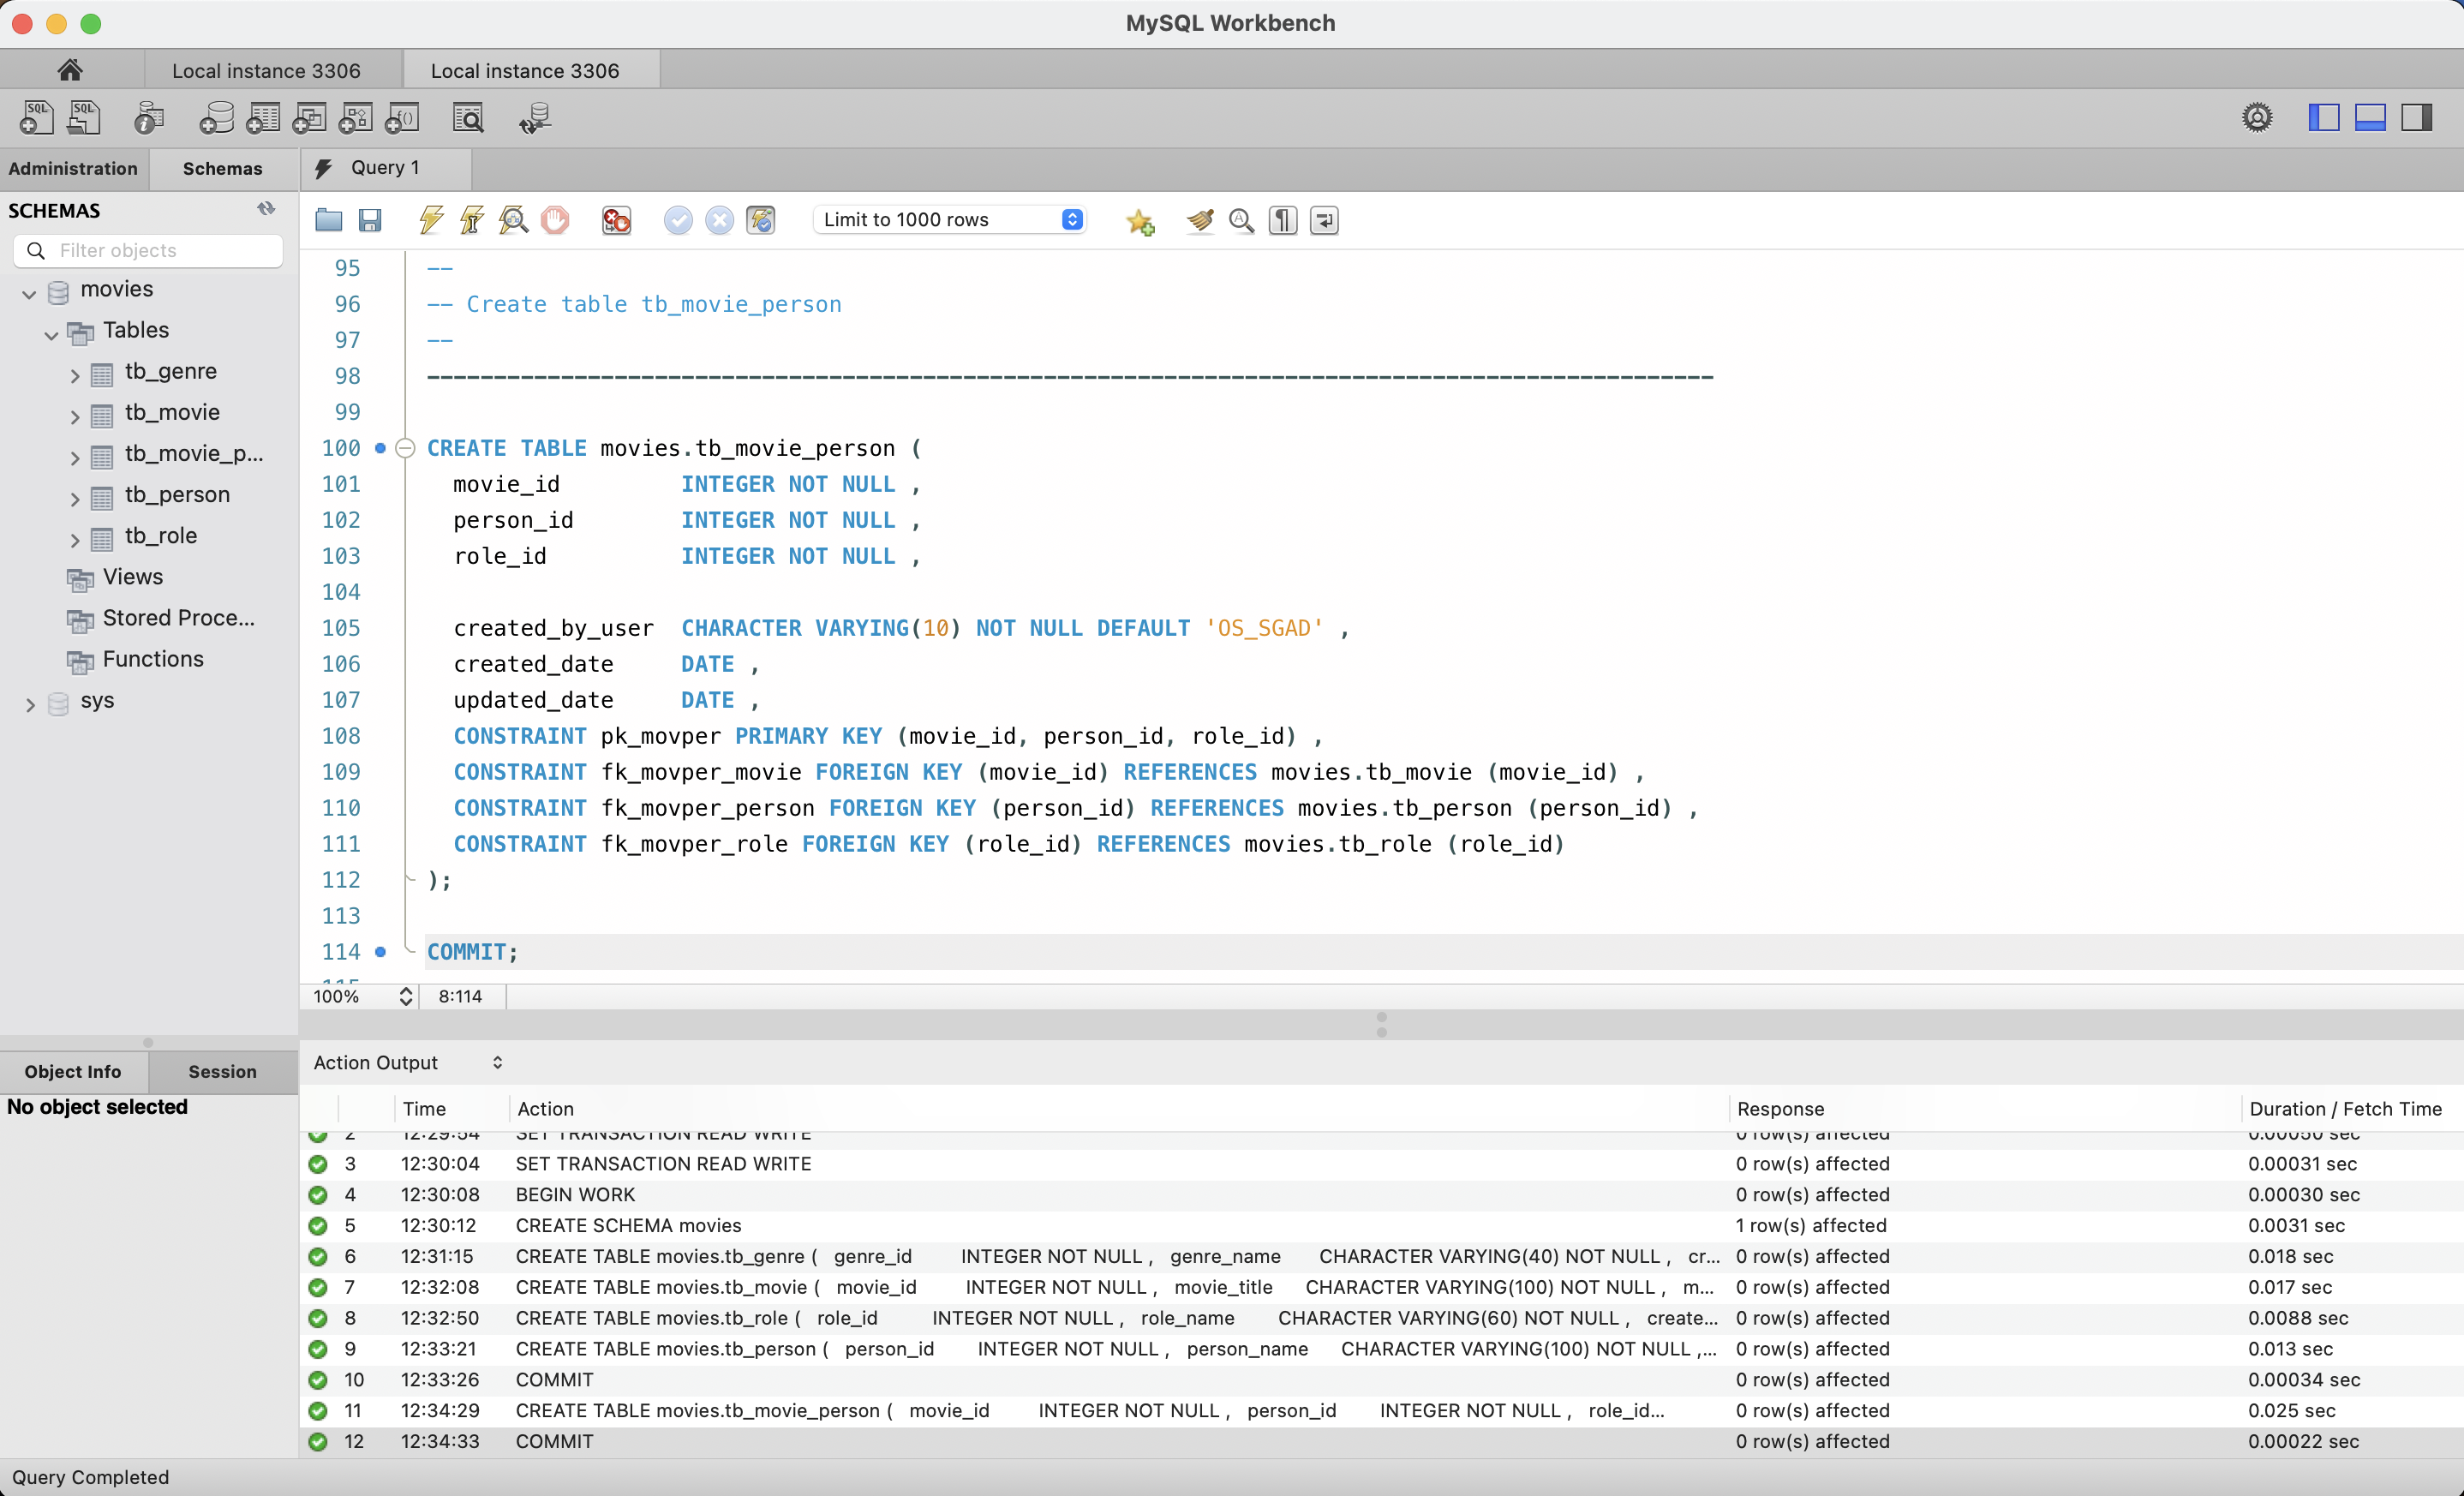 MySQL Workbench
Local instance 3306
Local instance 3306
Administration
Schemas
Query 1
SCHEMAS
Filter objects
movies
Tables
tb_genre
tb_movie
tb_movie_p...
tb_person
tb_role
Views
Stored Proce...
Functions
sys
Limit to 1000 rows
95 --
96 -- Create table tb_movie_person
97 --
98 ------------------------------------------------------------------------------------------------
99
100 CREATE TABLE movies.tb_movie_person (
101 movie_id INTEGER NOT NULL ,
102 person_id INTEGER NOT NULL ,
103 role_id INTEGER NOT NULL ,
104
105 created_by_user CHARACTER VARYING(10) NOT NULL DEFAULT 'OS_SGAD' ,
106 created_date DATE ,
107 updated_date DATE ,
108 CONSTRAINT pk_movper PRIMARY KEY (movie_id, person_id, role_id) ,
109 CONSTRAINT fk_movper_movie FOREIGN KEY (movie_id) REFERENCES movies.tb_movie (movie_id) ,
110 CONSTRAINT fk_movper_person FOREIGN KEY (person_id) REFERENCES movies.tb_person (person_id) ,
111 CONSTRAINT fk_movper_role FOREIGN KEY (role_id) REFERENCES movies.tb_role (role_id)
112 );
113
114 COMMIT;
100% 8:114
Object Info
Session
No object selected
Action Output
Time Action Response Duration / Fetch Time
2 12:29:54 SET TRANSACTION READ WRITE 0 row(s) affected 0.00050 sec
3 12:30:04 SET TRANSACTION READ WRITE 0 row(s) affected 0.00031 sec
4 12:30:08 BEGIN WORK 0 row(s) affected 0.00030 sec
5 12:30:12 CREATE SCHEMA movies 1 row(s) affected 0.0031 sec
6 12:31:15 CREATE TABLE movies.tb_genre ( genre_id INTEGER NOT NULL , genre_name CHARACTER VARYING(40) NOT NULL , cr... 0 row(s) affected 0.018 sec
7 12:32:08 CREATE TABLE movies.tb_movie ( movie_id INTEGER NOT NULL , movie_title CHARACTER VARYING(100) NOT NULL , m... 0 row(s) affected 0.017 sec
8 12:32:50 CREATE TABLE movies.tb_role ( role_id INTEGER NOT NULL , role_name CHARACTER VARYING(60) NOT NULL , create... 0 row(s) affected 0.0088 sec
9 12:33:21 CREATE TABLE movies.tb_person ( person_id INTEGER NOT NULL , person_name CHARACTER VARYING(100) NOT NULL ,... 0 row(s) affected 0.013 sec
10 12:33:26 COMMIT 0 row(s) affected 0.00034 sec
11 12:34:29 CREATE TABLE movies.tb_movie_person ( movie_id INTEGER NOT NULL , person_id INTEGER NOT NULL , role_id... 0 row(s) affected 0.025 sec
12 12:34:33 COMMIT 0 row(s) affected 0.00022 sec
Query Completed